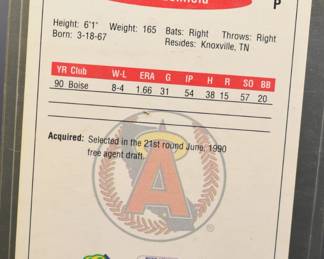 P
Height: 6'1" Weight: 165 Bats: Right Throws: Right
Born: 3-18-67 Resides: Knoxville, TN
YR Club W-L ERA G IP H R SO BB
90 Boise 8-4 1.66 31 54 38 15 57 20
Acquired: Selected in the 21st round June, 1990
free agent draft.
A